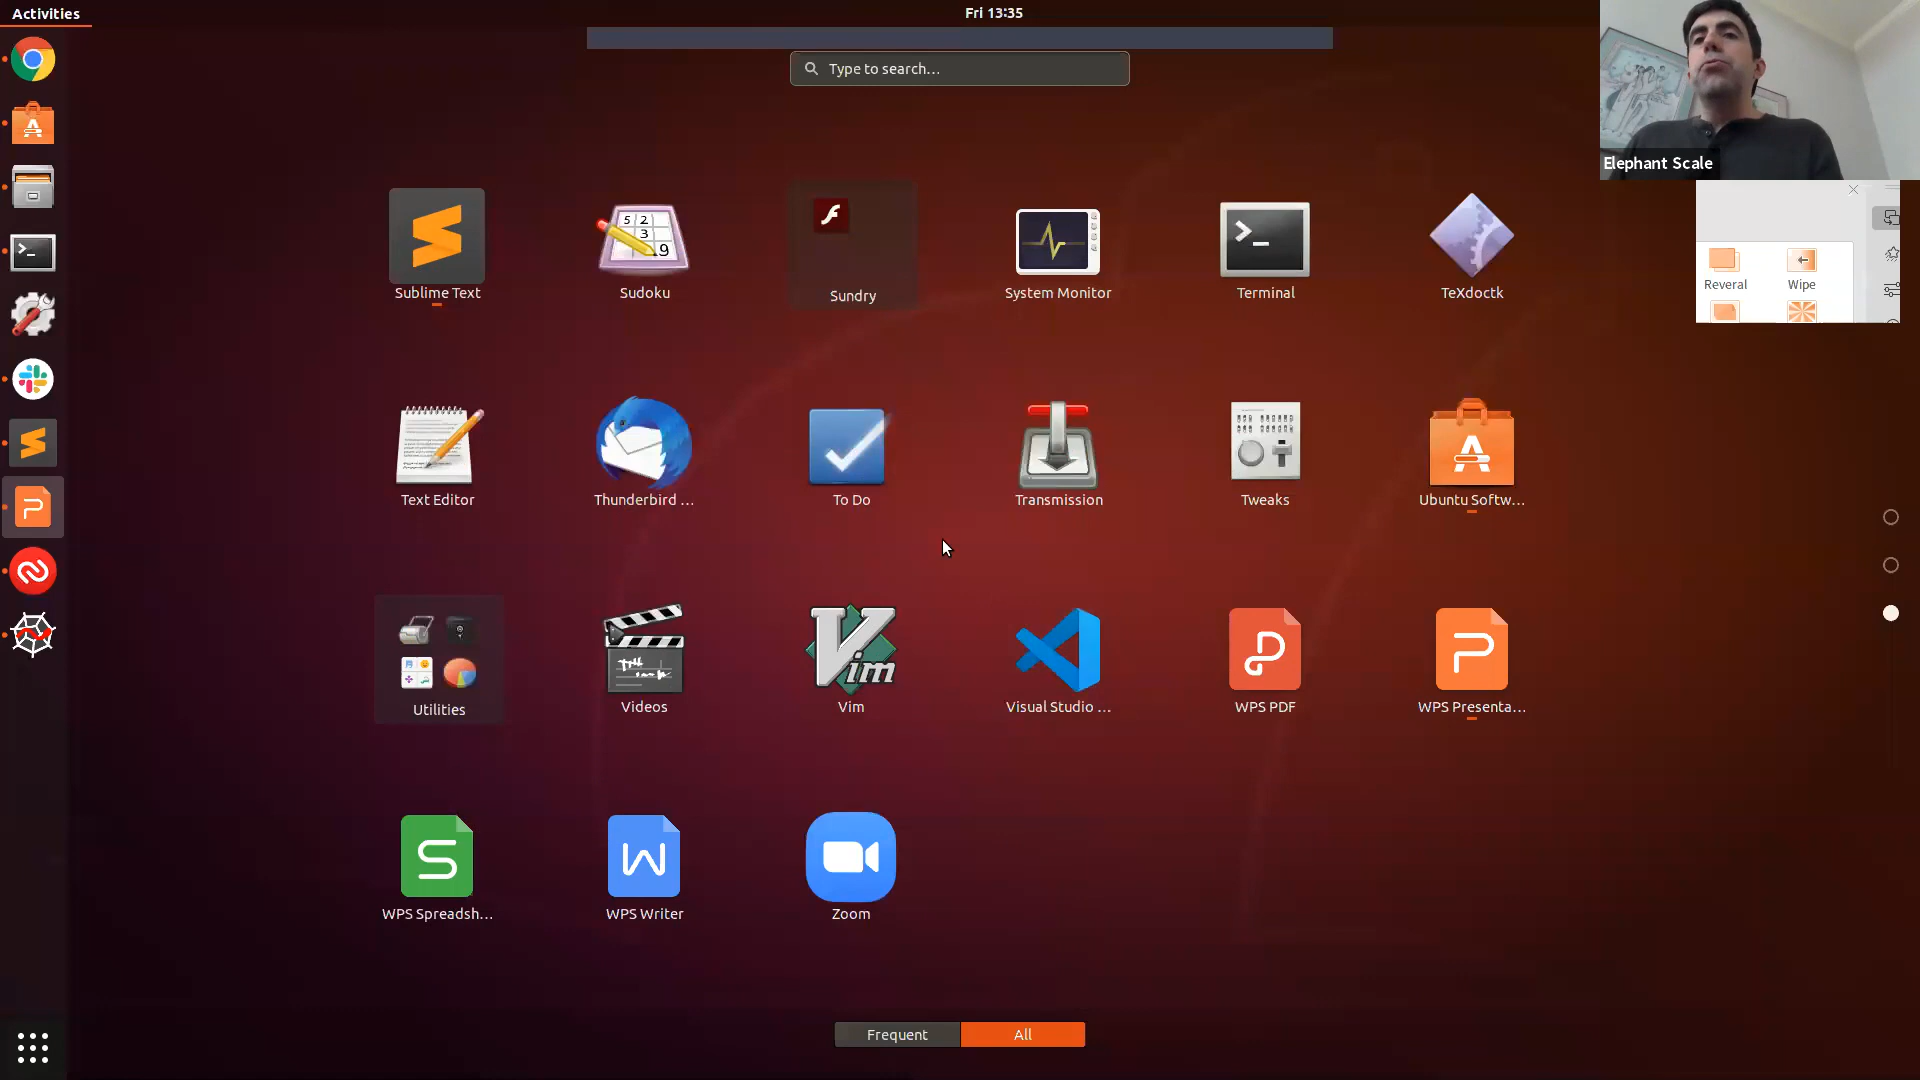 Activities
Fri 13:35
Type to search...
Elephant Scale
Reveral
Wipe
Sublime Text
Sudoku
Sundry
System Monitor
Terminal
TeXdoctk
Text Editor
Thunderbird ...
To Do
Transmission
Tweaks
Ubuntu Softw...
Utilities
Videos
Vim
Visual Studio ...
WPS PDF
WPS Presenta...
WPS Spreadsh...
WPS Writer
Zoom
Frequent
All